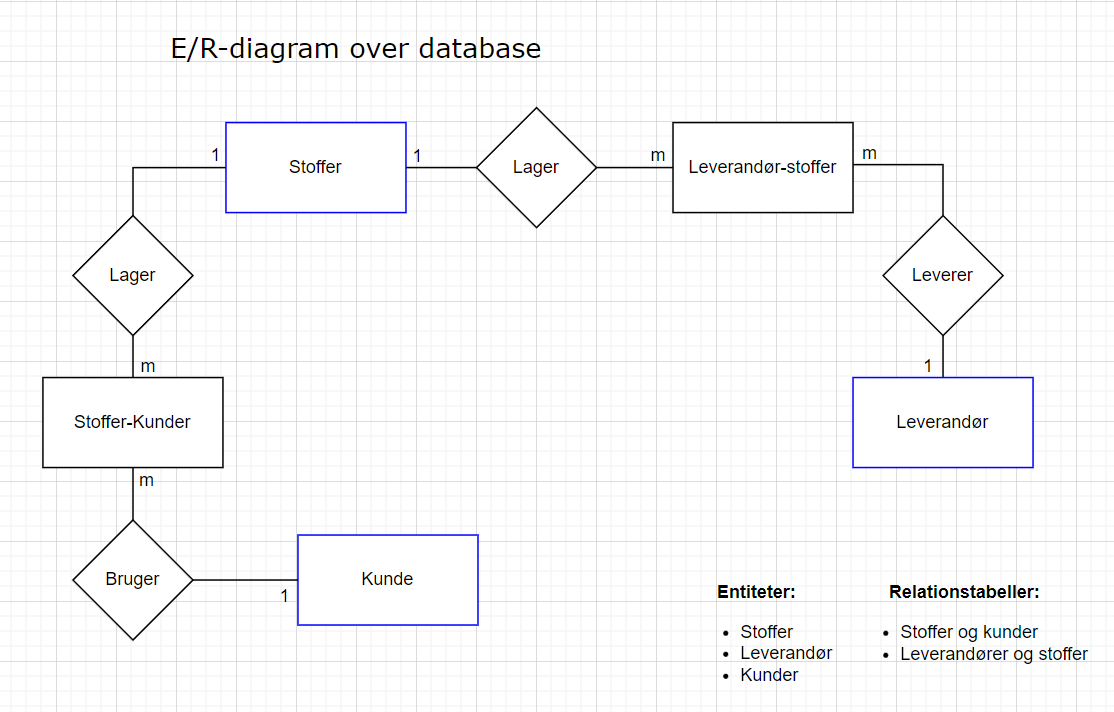 E/R-diagram over database
1
Stoffer
1
Lager
m
Leverandør-stoffer
m
Lager
Leverer
m
1
Stoffer-Kunder
Leverandør
m
Bruger
1
Kunde
Entiteter:
Stoffer
Leverandør
Kunder
Relationstabeller:
Stoffer og kunder
Leverandører og stoffer